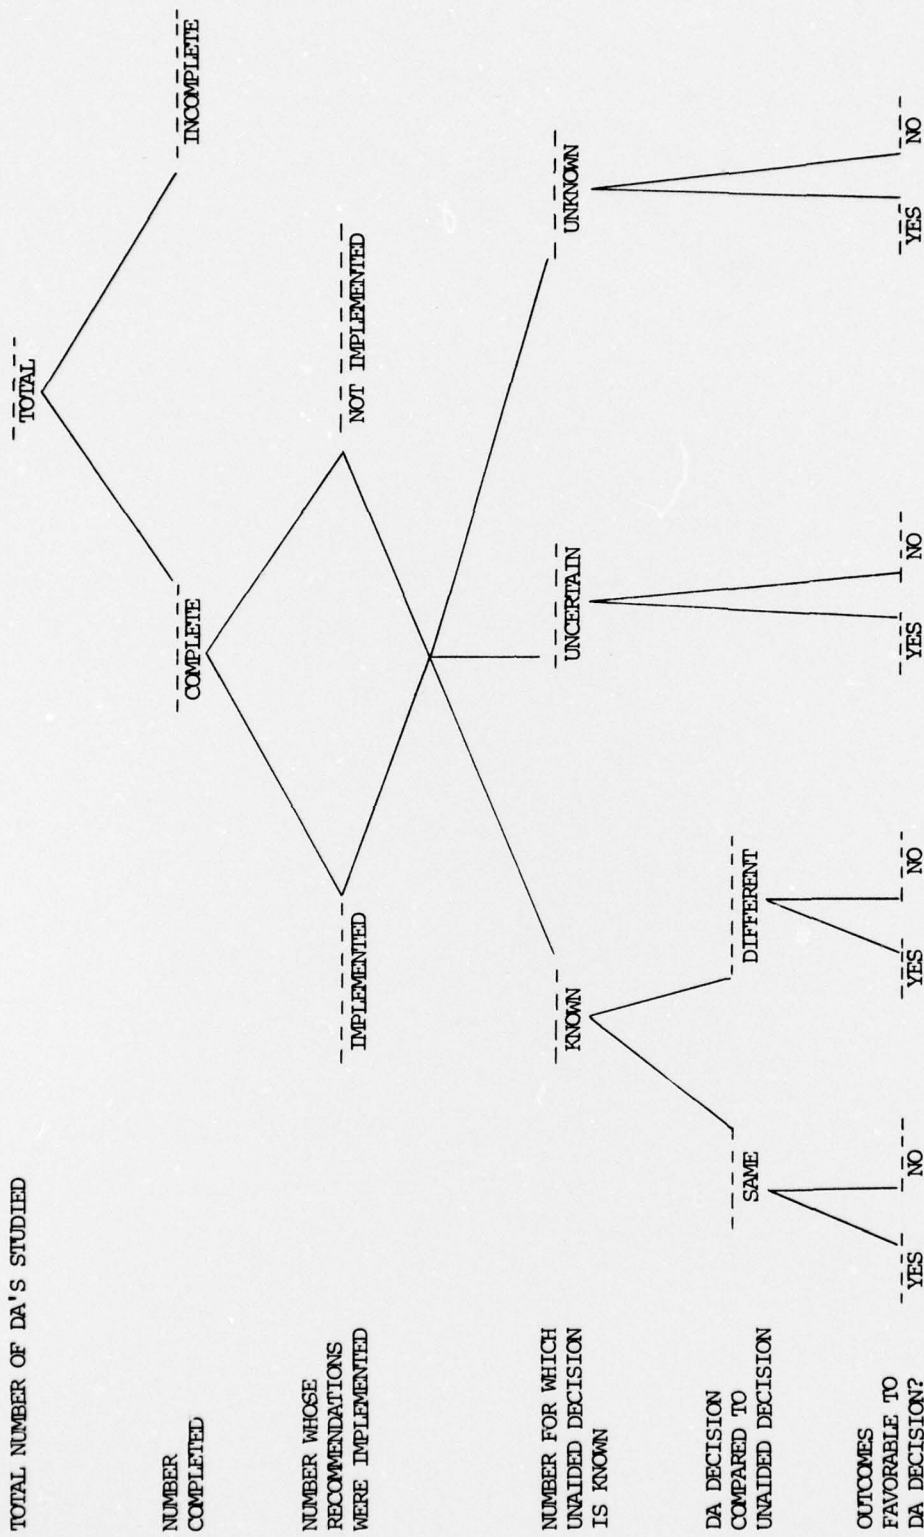 TOTAL NUMBER OF DA'S STUDIED
TOTAL
NUMBER
COMPLETED
COMPLETE
INCOMPLETE
NUMBER WHOSE
RECOMMENDATIONS
WERE IMPLEMENTED
IMPLEMENTED
NOT IMPLEMENTED
NUMBER FOR WHICH
UNAIDED DECISION
IS KNOWN
KNOWN
UNCERTAIN
UNKNOWN
DA DECISION
COMPARED TO
UNAIDED DECISION
SAME
DIFFERENT
OUTCOMES
FAVORABLE TO
DA DECISION?
YES
NO
YES
NO
YES
NO
YES
NO